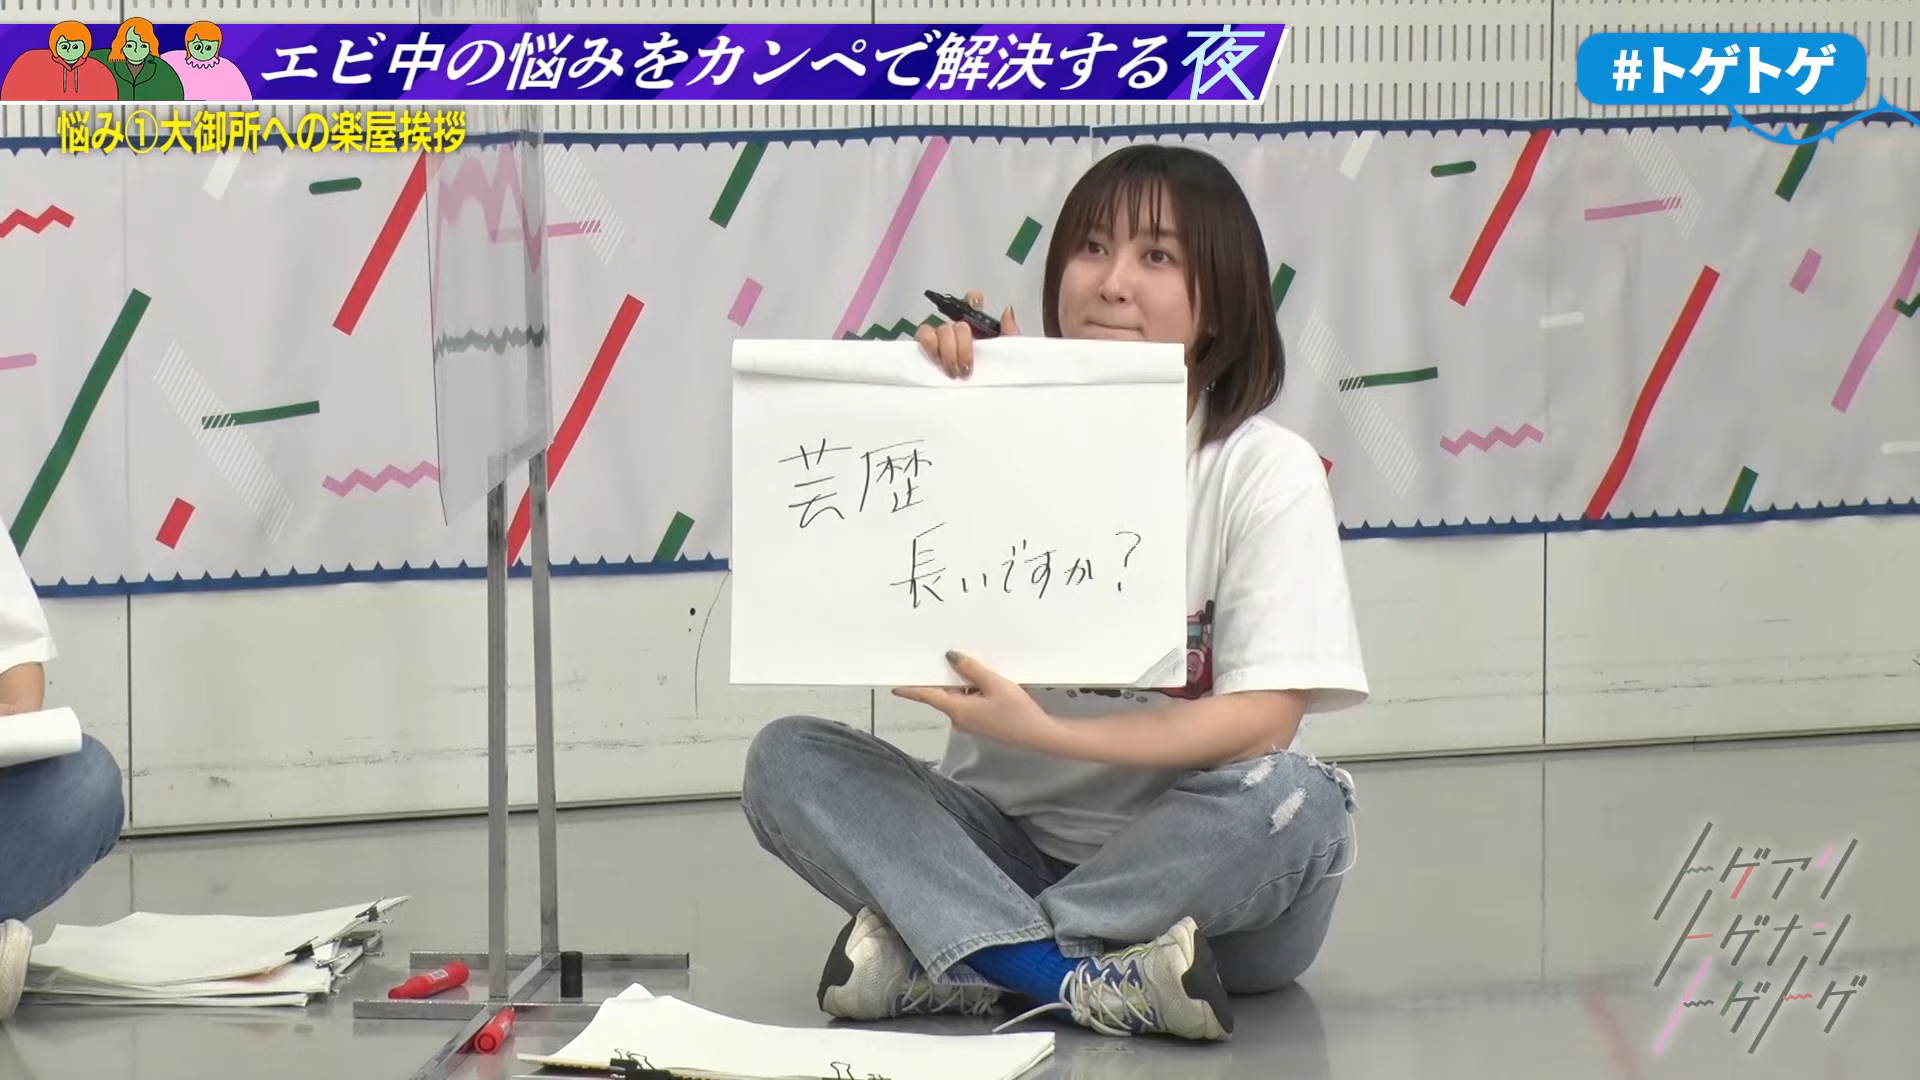 エビ中の悩みをカンペで解決する夜
#トゲトゲ
悩み①大御所への楽屋挨拶
芸歴
長いですか?
トゲアリ
トゲナシ
トゲトゲ